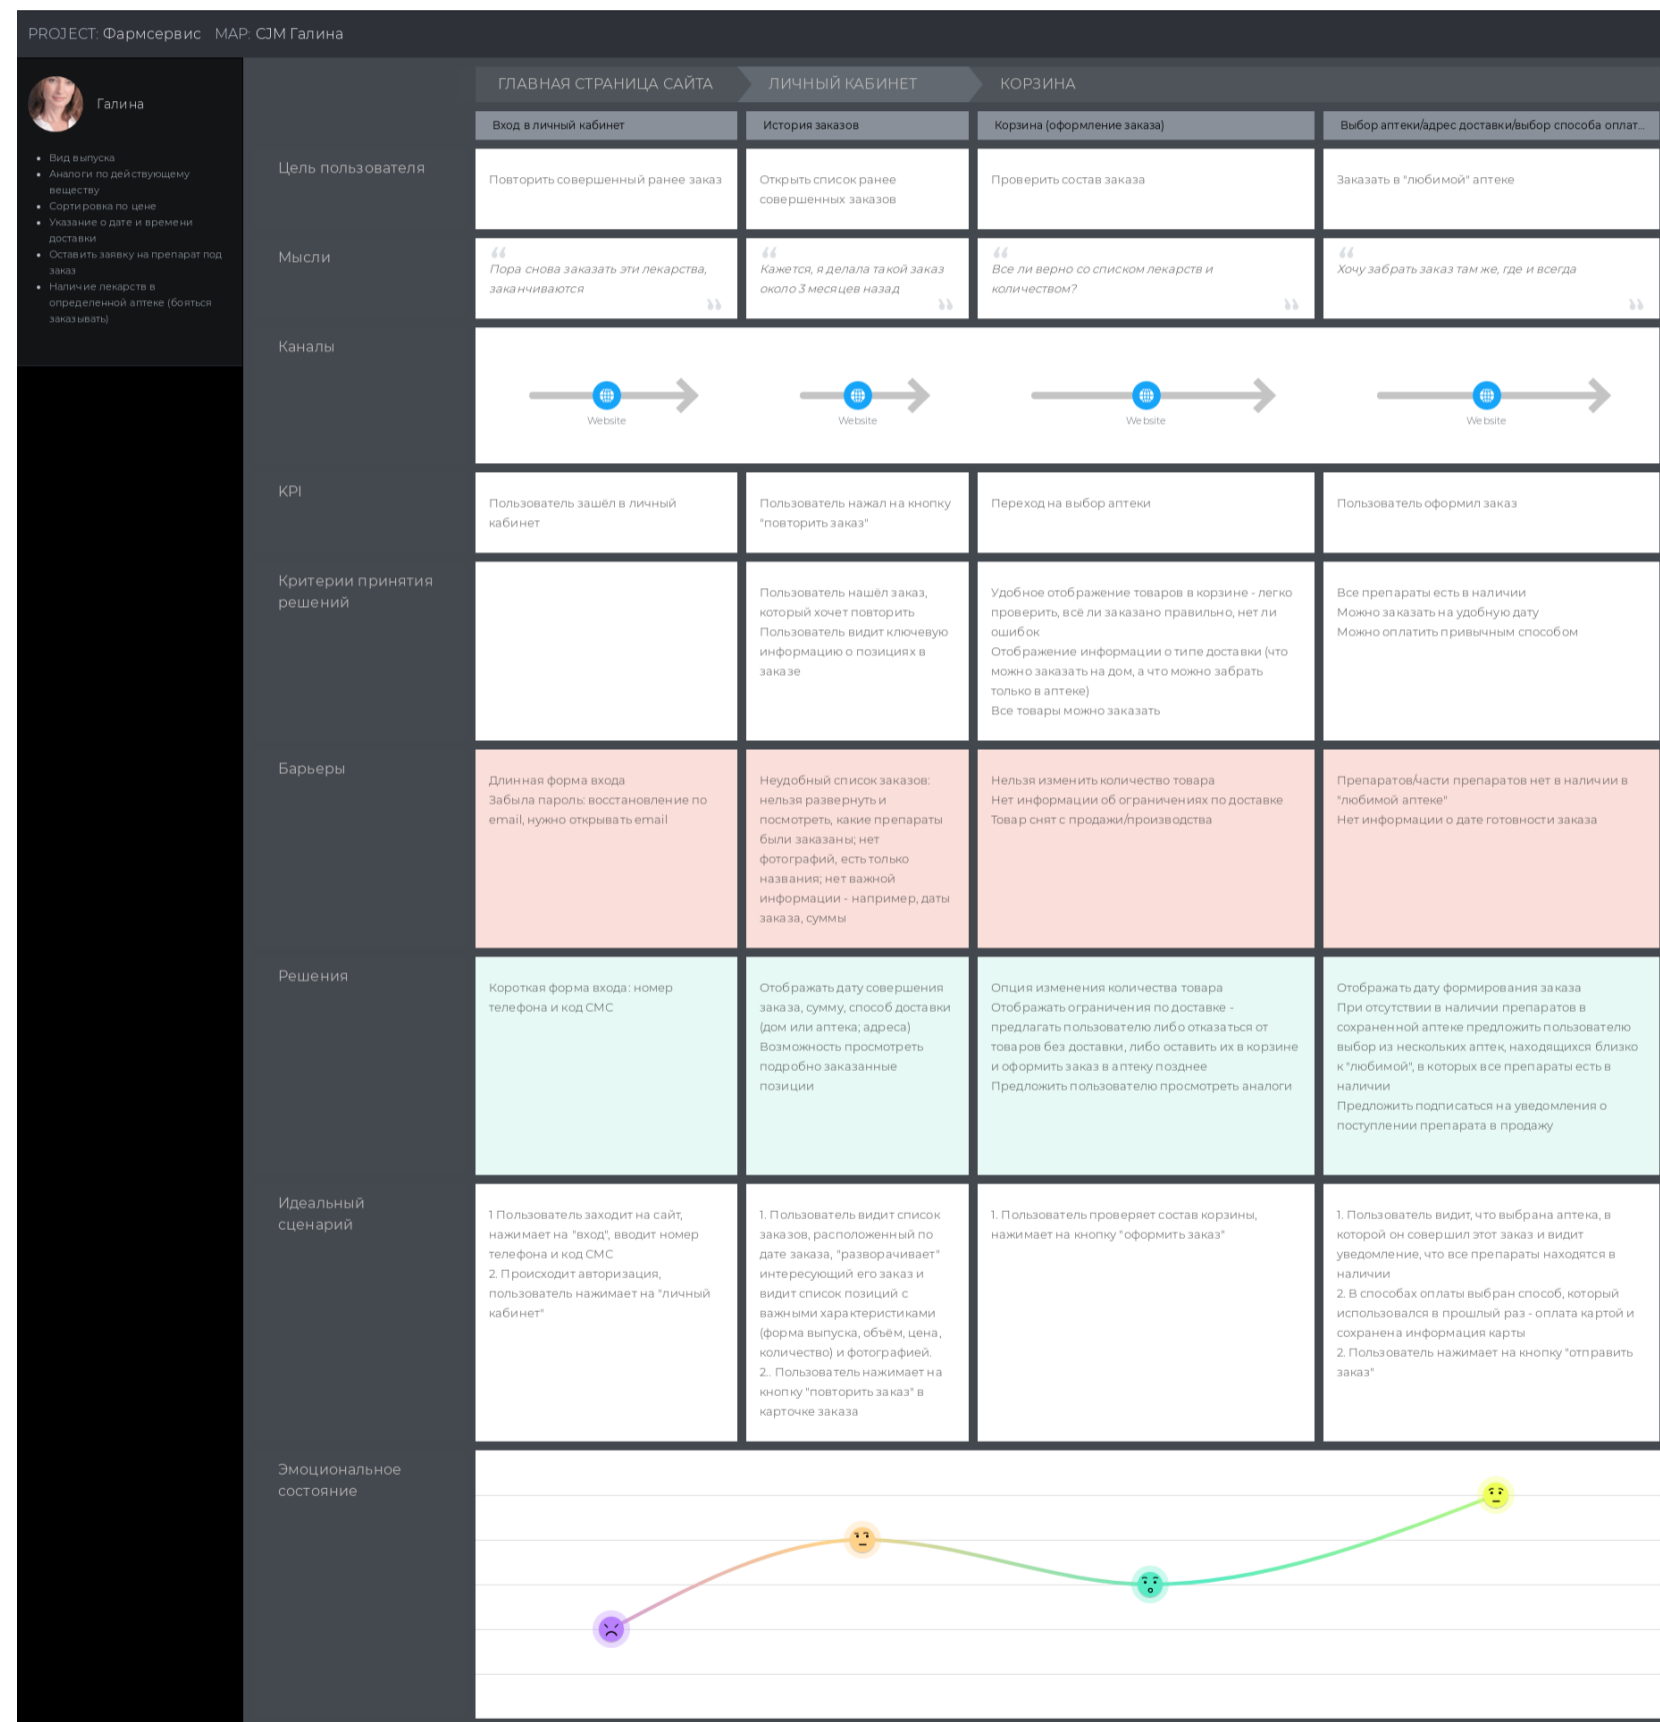 PROJECT: Фармсервис MAP: CJM Галина
Галина
• Вид выпуска
• Аналоги по действующему
веществу
• Сортировка по цене
• Указание о дате и времени
доставки
• Оставить заявку на препарат под
заказ
• Наличие лекарств в
определенной аптеке (бояться
заказывать)
ГЛАВНАЯ СТРАНИЦА САЙТА
ЛИЧНЫЙ КАБИНЕТ
КОРЗИНА
Вход в личный кабинет
История заказов
Корзина (оформление заказа)
Выбор аптеки/адрес доставки/выбор способа оплат...
Цель пользователя
Повторить совершенный ранее заказ
Открыть список ранее
совершенных заказов
Проверить состав заказа
Заказать в "любимой" аптеке
Мысли
“
Пора снова заказать эти лекарства,
заканчиваются
”
“
Кажется, я делала такой заказ
около 3 месяцев назад
”
“
Все ли верно со списком лекарств и
количеством?
”
“
Хочу забрать заказ там же, где и всегда
”
Каналы
Website
Website
Website
Website
KPI
Пользователь зашёл в личный
кабинет
Пользователь нажал на кнопку
"повторить заказ"
Переход на выбор аптеки
Пользователь оформил заказ
Критерии принятия
решений
Пользователь нашёл заказ,
который хочет повторить
Пользователь видит ключевую
информацию о позициях в
заказе
Удобное отображение товаров в корзине - легко
проверить, всё ли заказано правильно, нет ли
ошибок
Отображение информации о типе доставки (что
можно заказать на дом, а что можно забрать
только в аптеке)
Все товары можно заказать
Все препараты есть в наличии
Можно заказать на удобную дату
Можно оплатить привычным способом
Барьеры
Длинная форма входа
Забыла пароль: восстановление по
email, нужно открывать email
Неудобный список заказов:
нельзя развернуть и
посмотреть, какие препараты
были заказаны; нет
фотографий, есть только
названия; нет важной
информации - например, даты
заказа, суммы
Нельзя изменить количество товара
Нет информации об ограничениях по доставке
Товар снят с продажи/производства
Препаратов/части препаратов нет в наличии в
"любимой аптеке"
Нет информации о дате готовности заказа
Решения
Короткая форма входа: номер
телефона и код СМС
Отображать дату совершения
заказа, сумму, способ доставки
(дом или аптека; адреса)
Возможность просмотреть
подробно заказанные
позиции
Опция изменения количества товара
Отображать ограничения по доставке -
предлагать пользователю либо отказаться от
товаров без доставки, либо оставить их в корзине
и оформить заказ в аптеку позднее
Предложить пользователю просмотреть аналоги
Отображать дату формирования заказа
При отсутствии в наличии препаратов в
сохраненной аптеке предложить пользователю
выбор из нескольких аптек, находящихся близко
к "любимой", в которых все препараты есть в
наличии
Предложить подписаться на уведомления о
поступлении препарата в продажу
Идеальный
сценарий
1 Пользователь заходит на сайт,
нажимает на "вход", вводит номер
телефона и код СМС
2. Происходит авторизация,
пользователь нажимает на "личный
кабинет"
1. Пользователь видит список
заказов, расположенный по
дате заказа, "разворачивает"
интересующий его заказ и
видит список позиций с
важными характеристиками
(форма выпуска, объём, цена,
количество) и фотографией.
2.. Пользователь нажимает на
кнопку "повторить заказ" в
карточке заказа
1. Пользователь проверяет состав корзины,
нажимает на кнопку "оформить заказ"
1. Пользователь видит, что выбрана аптека, в
которой он совершил этот заказ и видит
уведомление, что все препараты находятся в
наличии
2. В способах оплаты выбран способ, который
использовался в прошлый раз - оплата картой и
сохранена информация карты
2. Пользователь нажимает на кнопку "отправить
заказ"
Эмоциональное
состояние